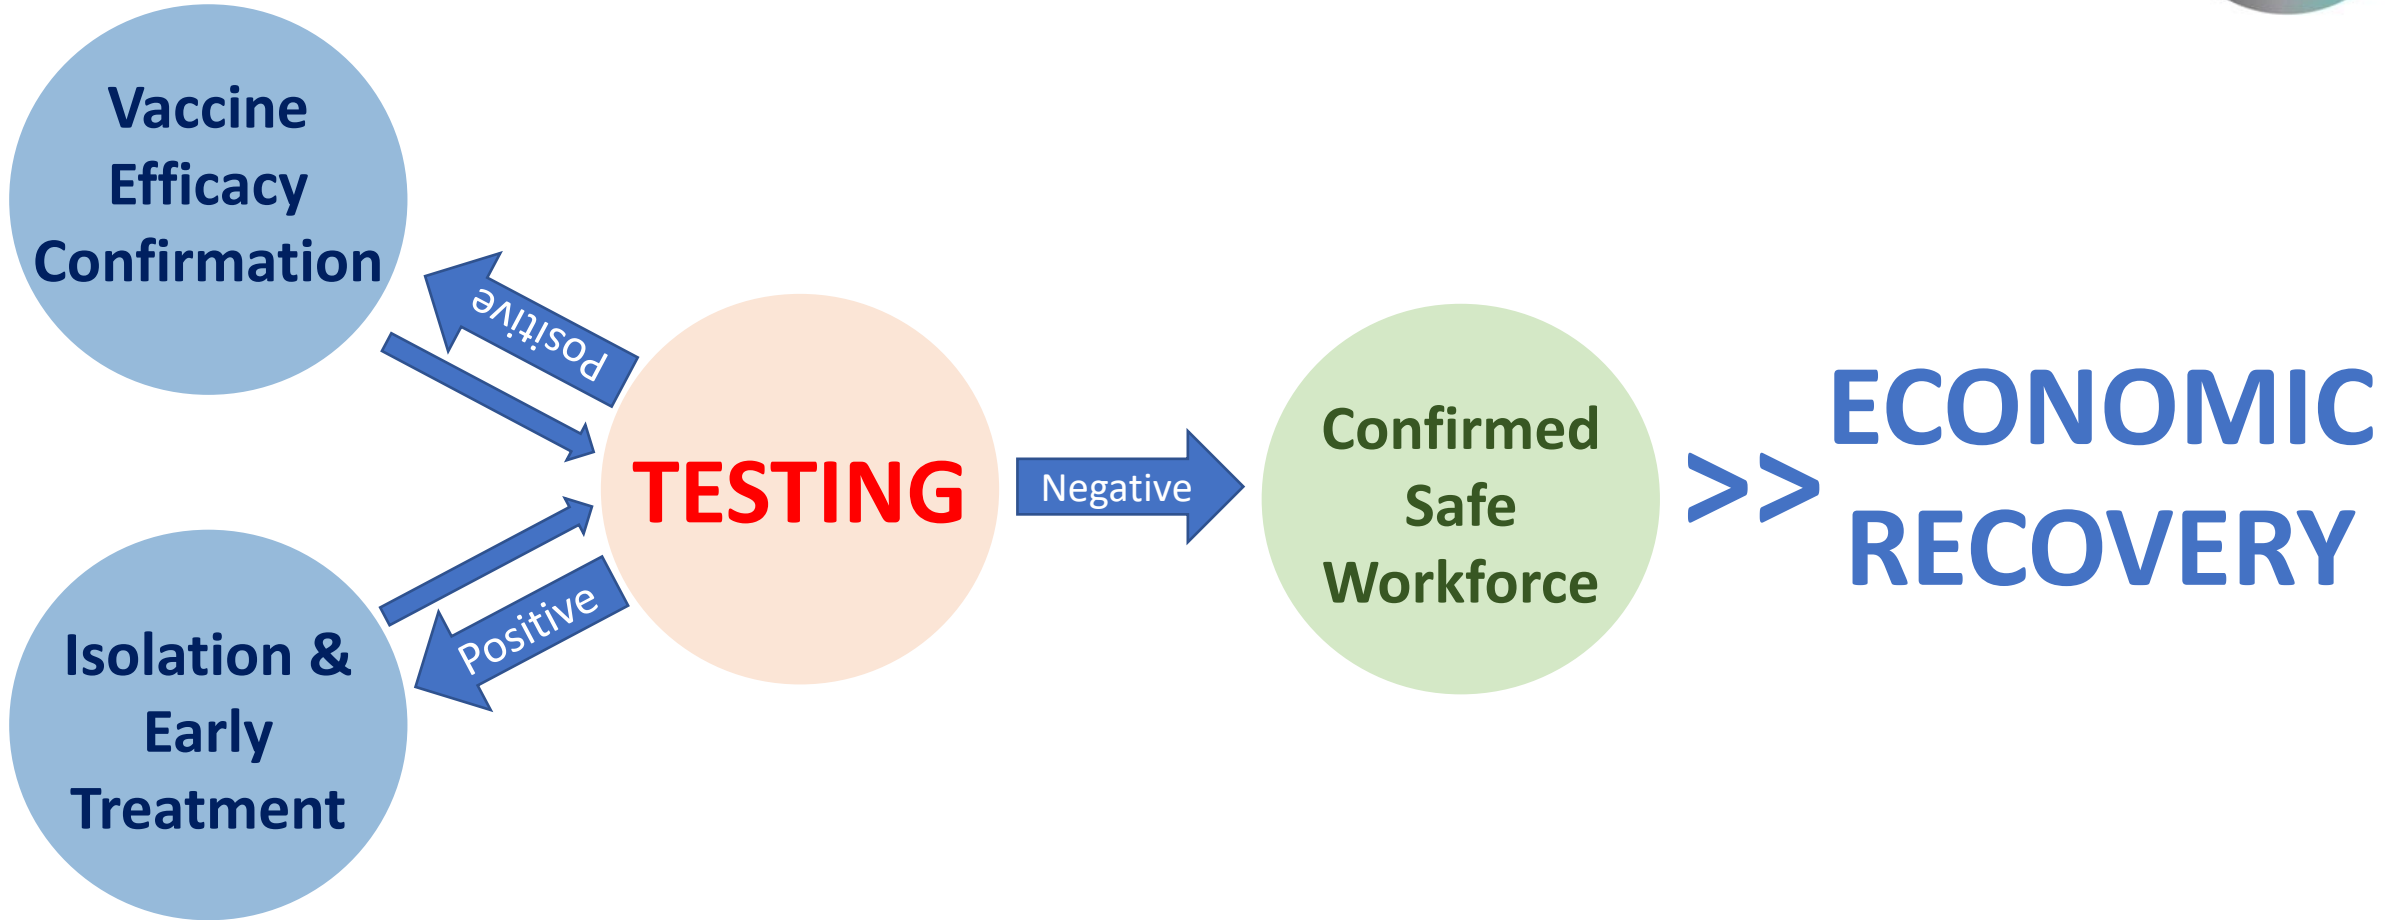 Vaccine
Efficacy
Confirmation
Positive
TESTING
Positive
Isolation &
Early
Treatment
Negative
Confirmed
Safe
Workforce
>>
ECONOMIC
RECOVERY